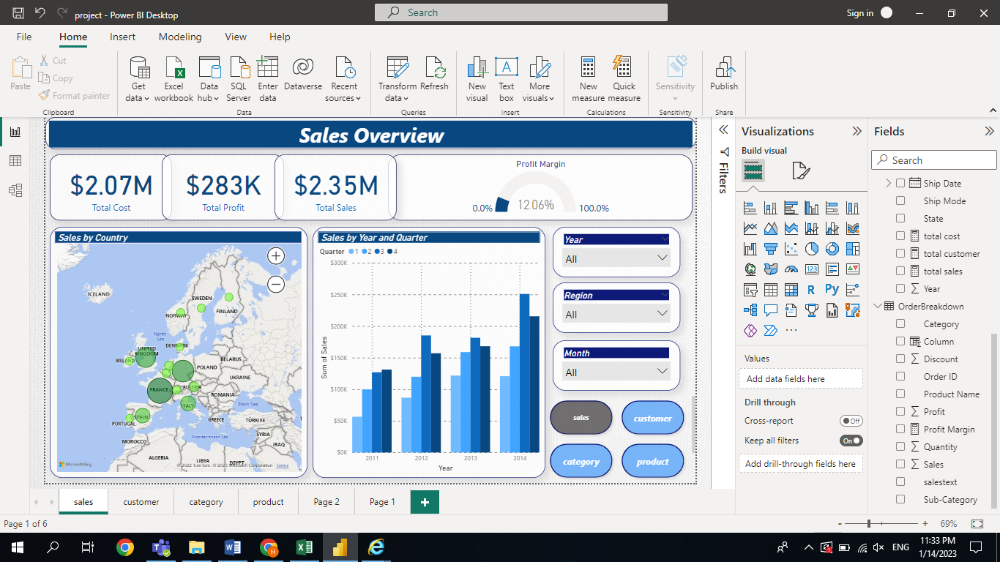 project - Power BI Desktop
Search
Sign in
File Home Insert Modeling View Help
Paste
Cut
Copy
Format painter
Clipboard
Get data
Excel workbook
Data hub
SQL Server
Enter data
Dataverse
Recent sources
Data
Transform data
Refresh
Queries
New visual
Text box
More visuals
Insert
New measure
Quick measure
Calculations
Sensitivity
Sensitivity
Publish
Share
Sales Overview
$2.07M
Total Cost
$283K
Total Profit
$2.35M
Total Sales
Profit Margin
0.0%
12.06%
100.0%
Sales by Country
ICELAND
SWEDEN
FINLAND
NORWAY
North Sea
DENMARK
UNITED KINGDOM
IRELAND
BELARUS
POLAND
UKRAINE
FRANCE
AUSTRIA
ROMANIA
ITALY
Black Sea
SPAIN
PORTUGAL
GREECE
TÜRKIYE
SYRIA
Mediterranean Sea
IRAQ
MOROCCO
ALGERIA
LIBYA
EGYPT
Microsoft Bing
© 2022 TomTom, © 2023 Microsoft Corporation Terms
Sales by Year and Quarter
Quarter 1 2 3 4
Sum of Sales
$300K
$250K
$200K
$150K
$100K
$50K
$0K
2011 2012 2013 2014
Year
Year
All
Region
All
Month
All
sales
customer
category
product
Filters
Visualizations
Build visual
123
R
Py
Values
Add data fields here
Drill through
Cross-report
Off
Keep all filters
On
Add drill-through fields here
Fields
Search
Ship Date
Ship Mode
State
total cost
total customer
total sales
Year
OrderBreakdown
Category
Column
Discount
Order ID
Product Name
Profit
Profit Margin
Quantity
Sales
salestext
Sub-Category
sales customer category product Page 2 Page 1
Page 1 of 6
- + 69%
ENG
11:33 PM
1/14/2023